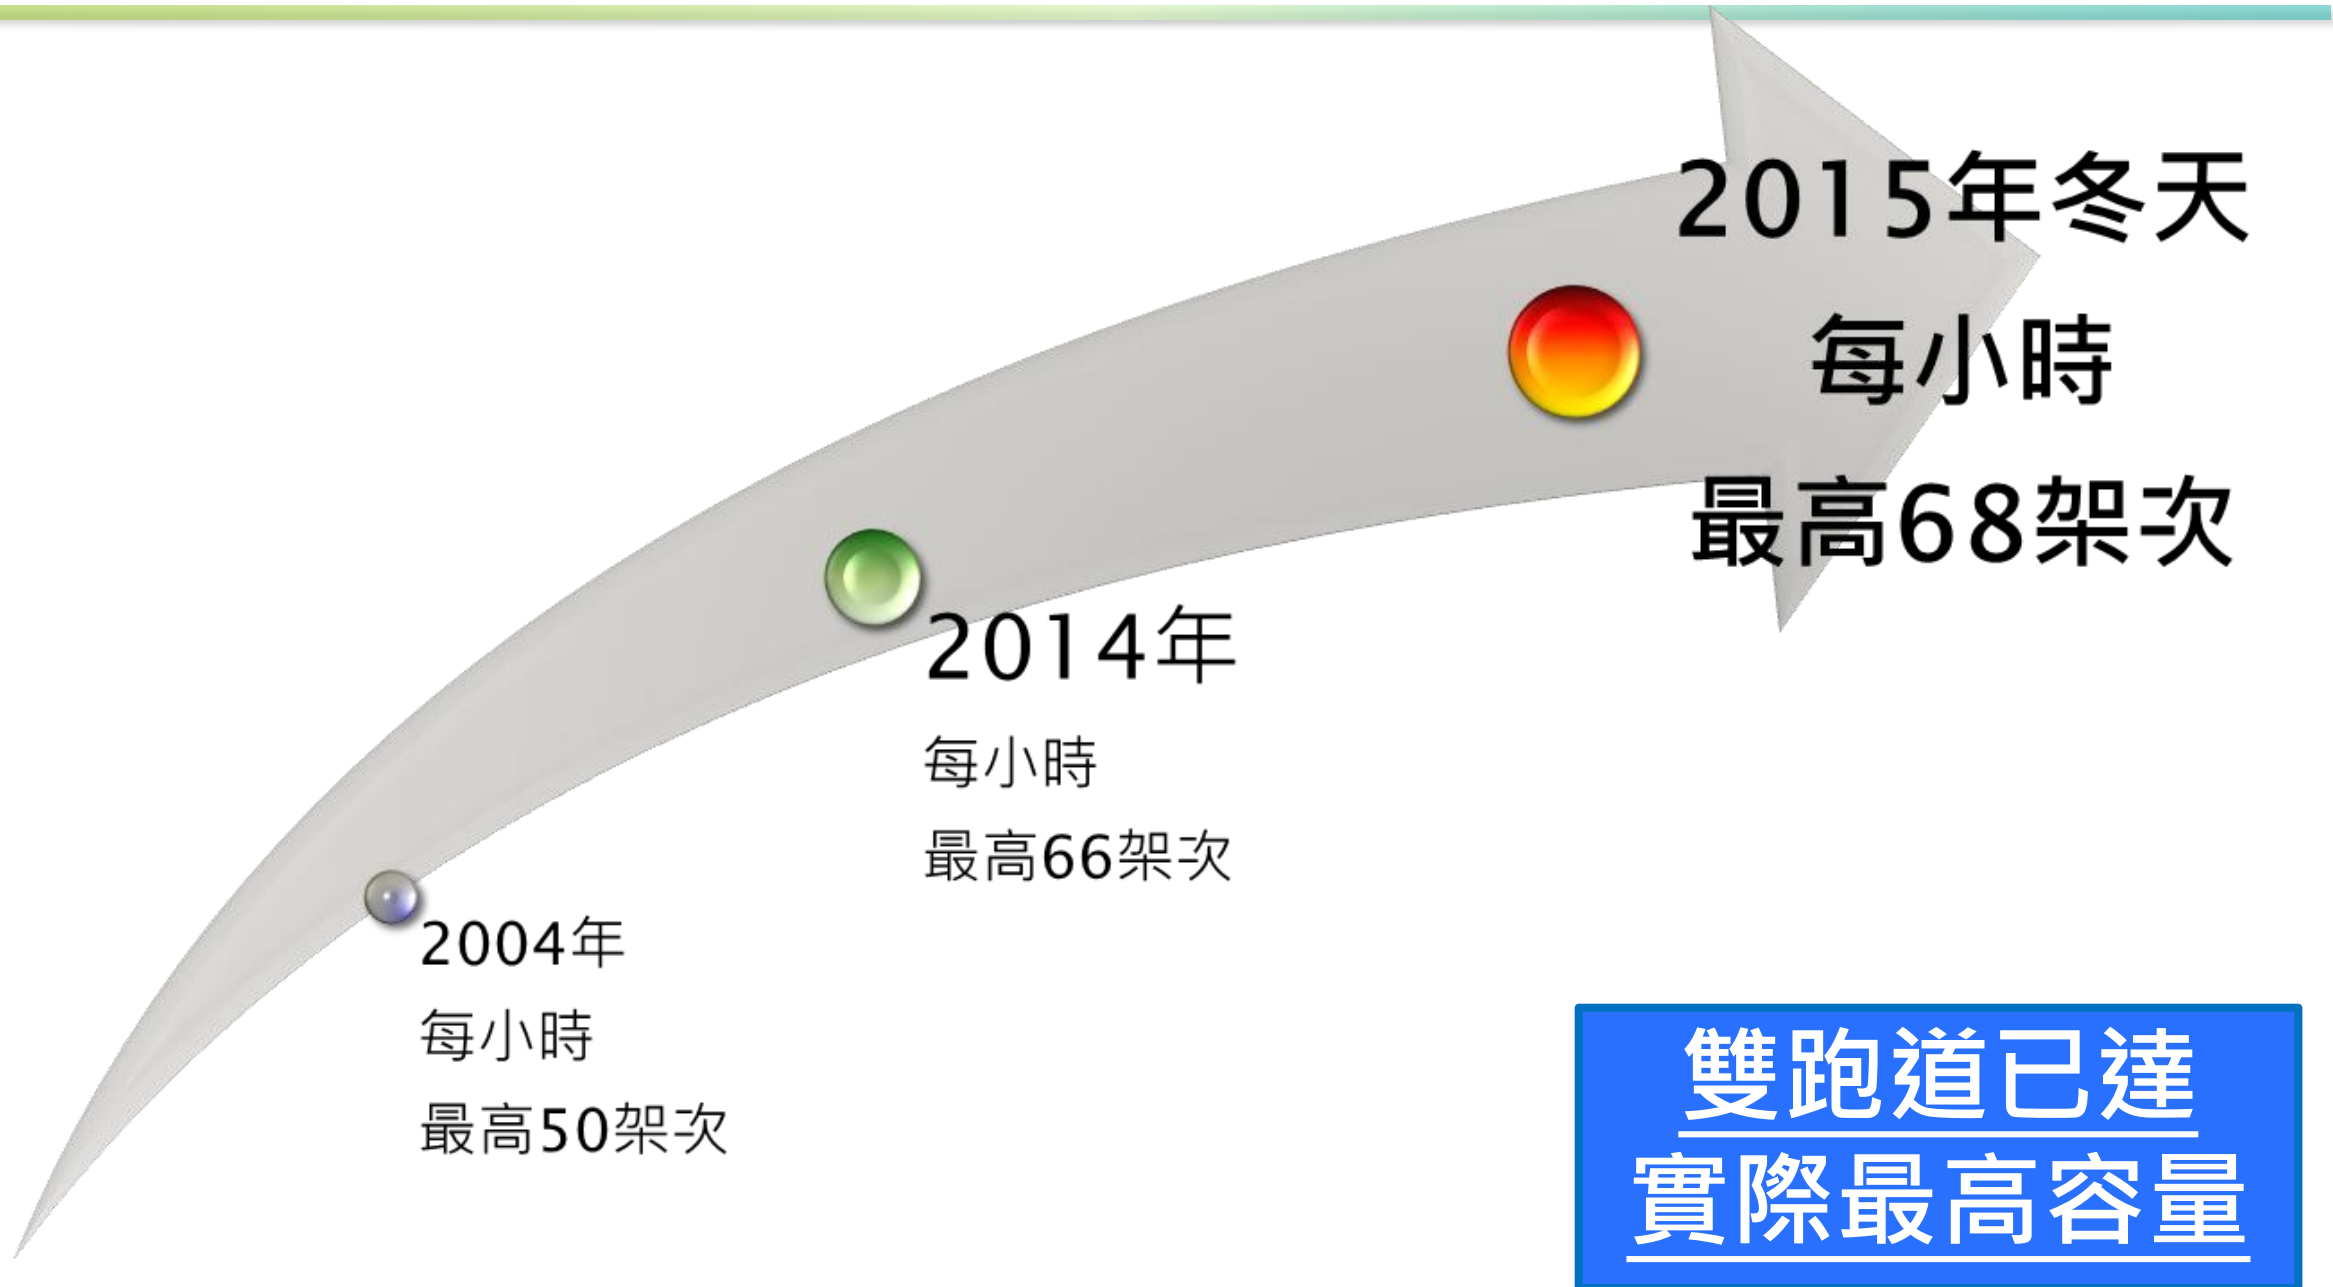 2004年
每小時
最高50架次
2014年
每小時
最高66架次
2015年冬天
每小時
最高68架次
雙跑道已達
實際最高容量